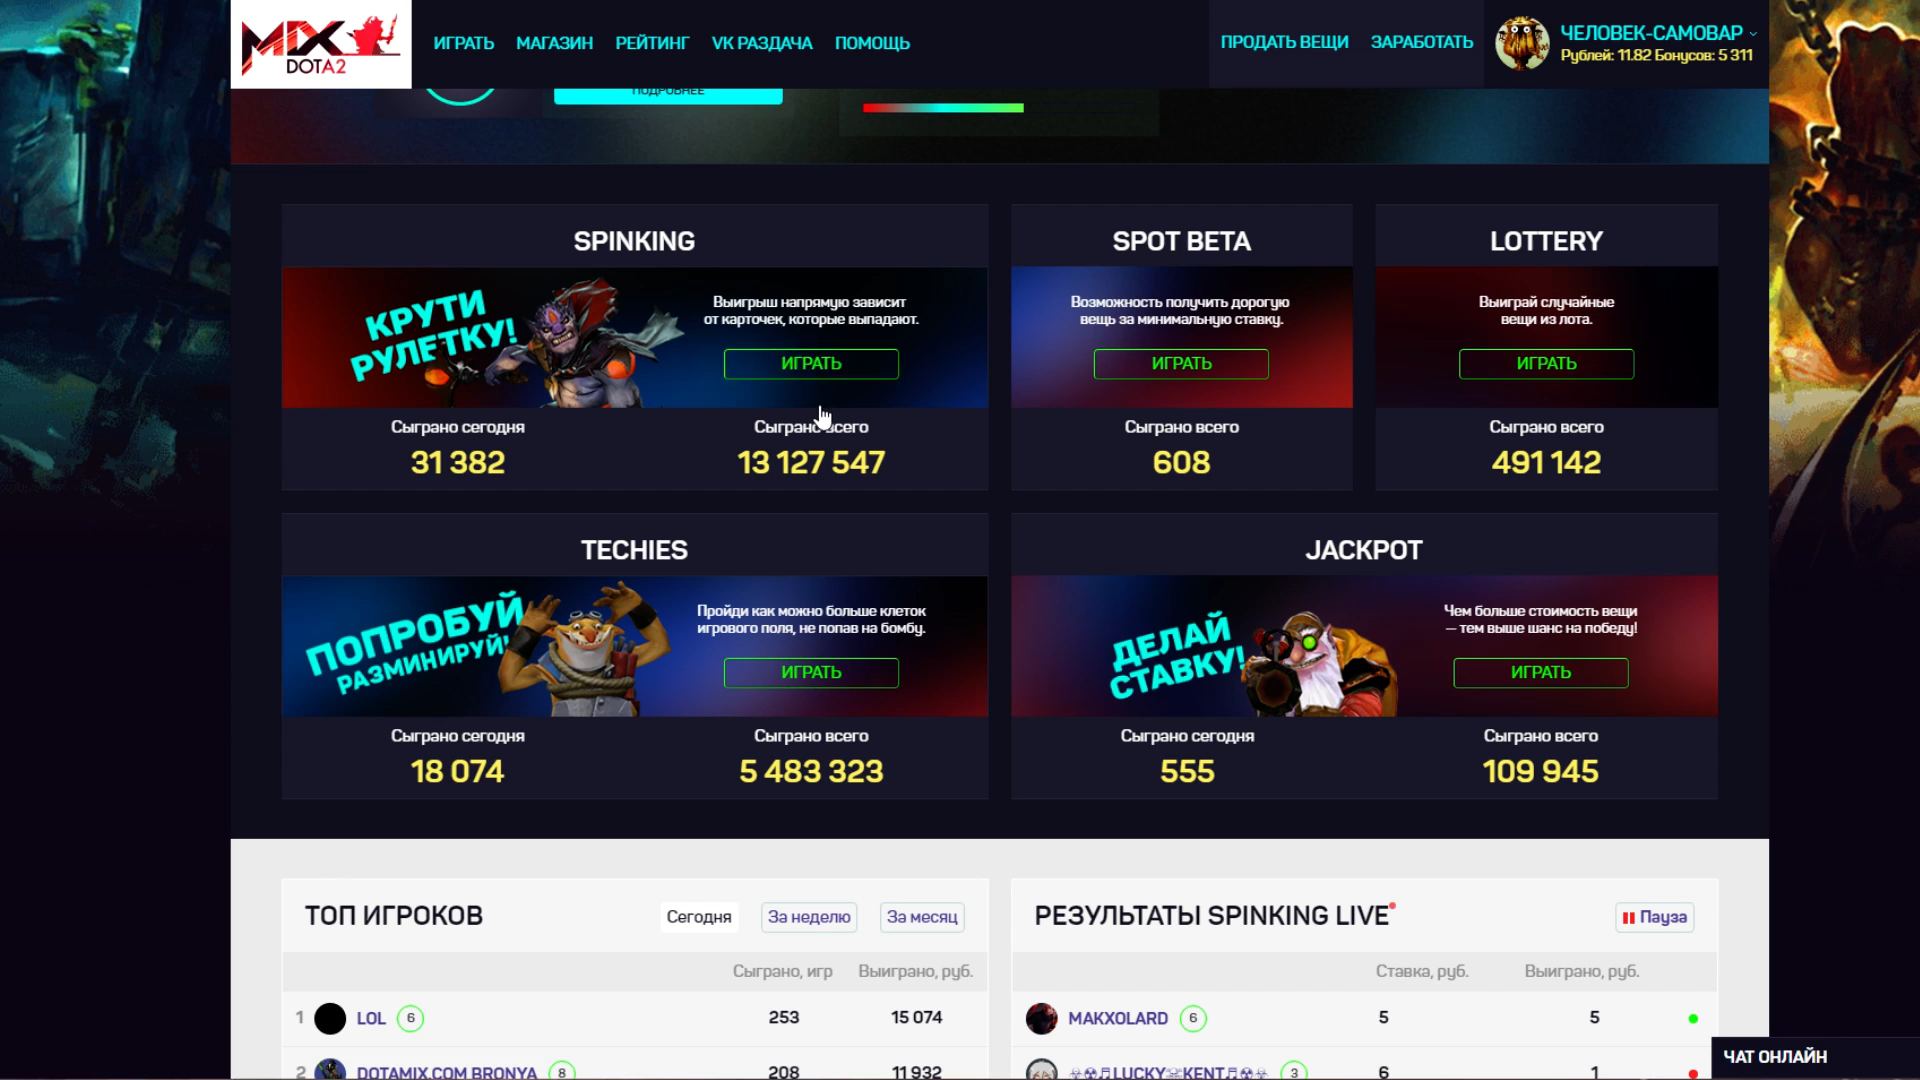 MIX
DOTA2
ИГРАТЬ МАГАЗИН РЕЙТИНГ VK РАЗДАЧА ПОМОЩЬ
ПРОДАТЬ ВЕЩИ ЗАРАБОТАТЬ
ЧЕЛОВЕК-САМОВАР
Рублей: 11.82 Бонусов: 5 311
ПОДРОБНЕЕ
SPINKING
КРУТИ
РУЛЕТКУ!
Выигрыш напрямую зависит
от карточек, которые выпадают.
ИГРАТЬ
Сыграно сегодня
31 382
Сыграно всего
13 127 547
SPOT BETA
Возможность получить дорогую
вещь за минимальную ставку.
ИГРАТЬ
Сыграно всего
608
LOTTERY
Выиграй случайные
вещи из лота.
ИГРАТЬ
Сыграно всего
491 142
TECHIES
ПОПРОБУЙ
РАЗМИНИРУЙ!
Пройди как можно больше клеток
игрового поля, не попав на бомбу.
ИГРАТЬ
Сыграно сегодня
18 074
Сыграно всего
5 483 323
JACKPOT
ДЕЛАЙ
СТАВКУ!
Чем больше стоимость вещи
— тем выше шанс на победу!
ИГРАТЬ
Сыграно сегодня
555
Сыграно всего
109 945
ТОП ИГРОКОВ
Сегодня За неделю За месяц
Сыграно, игр Выиграно, руб.
1 LOL 6 253 15 074
2 DOTAMIX.COM BRONYA 8 208 11 932
РЕЗУЛЬТАТЫ SPINKING LIVE
Пауза
Ставка, руб. Выиграно, руб.
MAKXOLARD 6 5 5
☣☢♬LUCKY☠KENT♬☢☣ 3 6 1
ЧАТ ОНЛАЙН